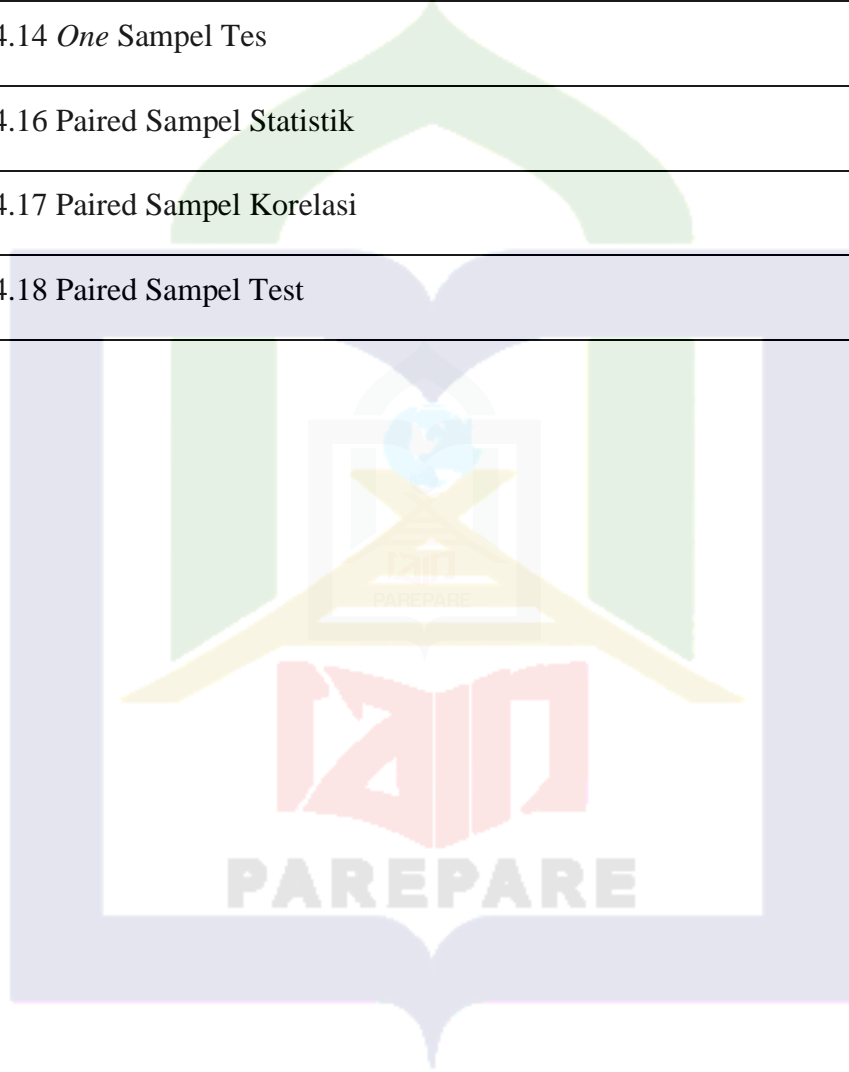 4.14 One Sampel Tes
4.16 Paired Sampel Statistik
4.17 Paired Sampel Korelasi
4.18 Paired Sampel Test
PAREPARE
PAREPARE